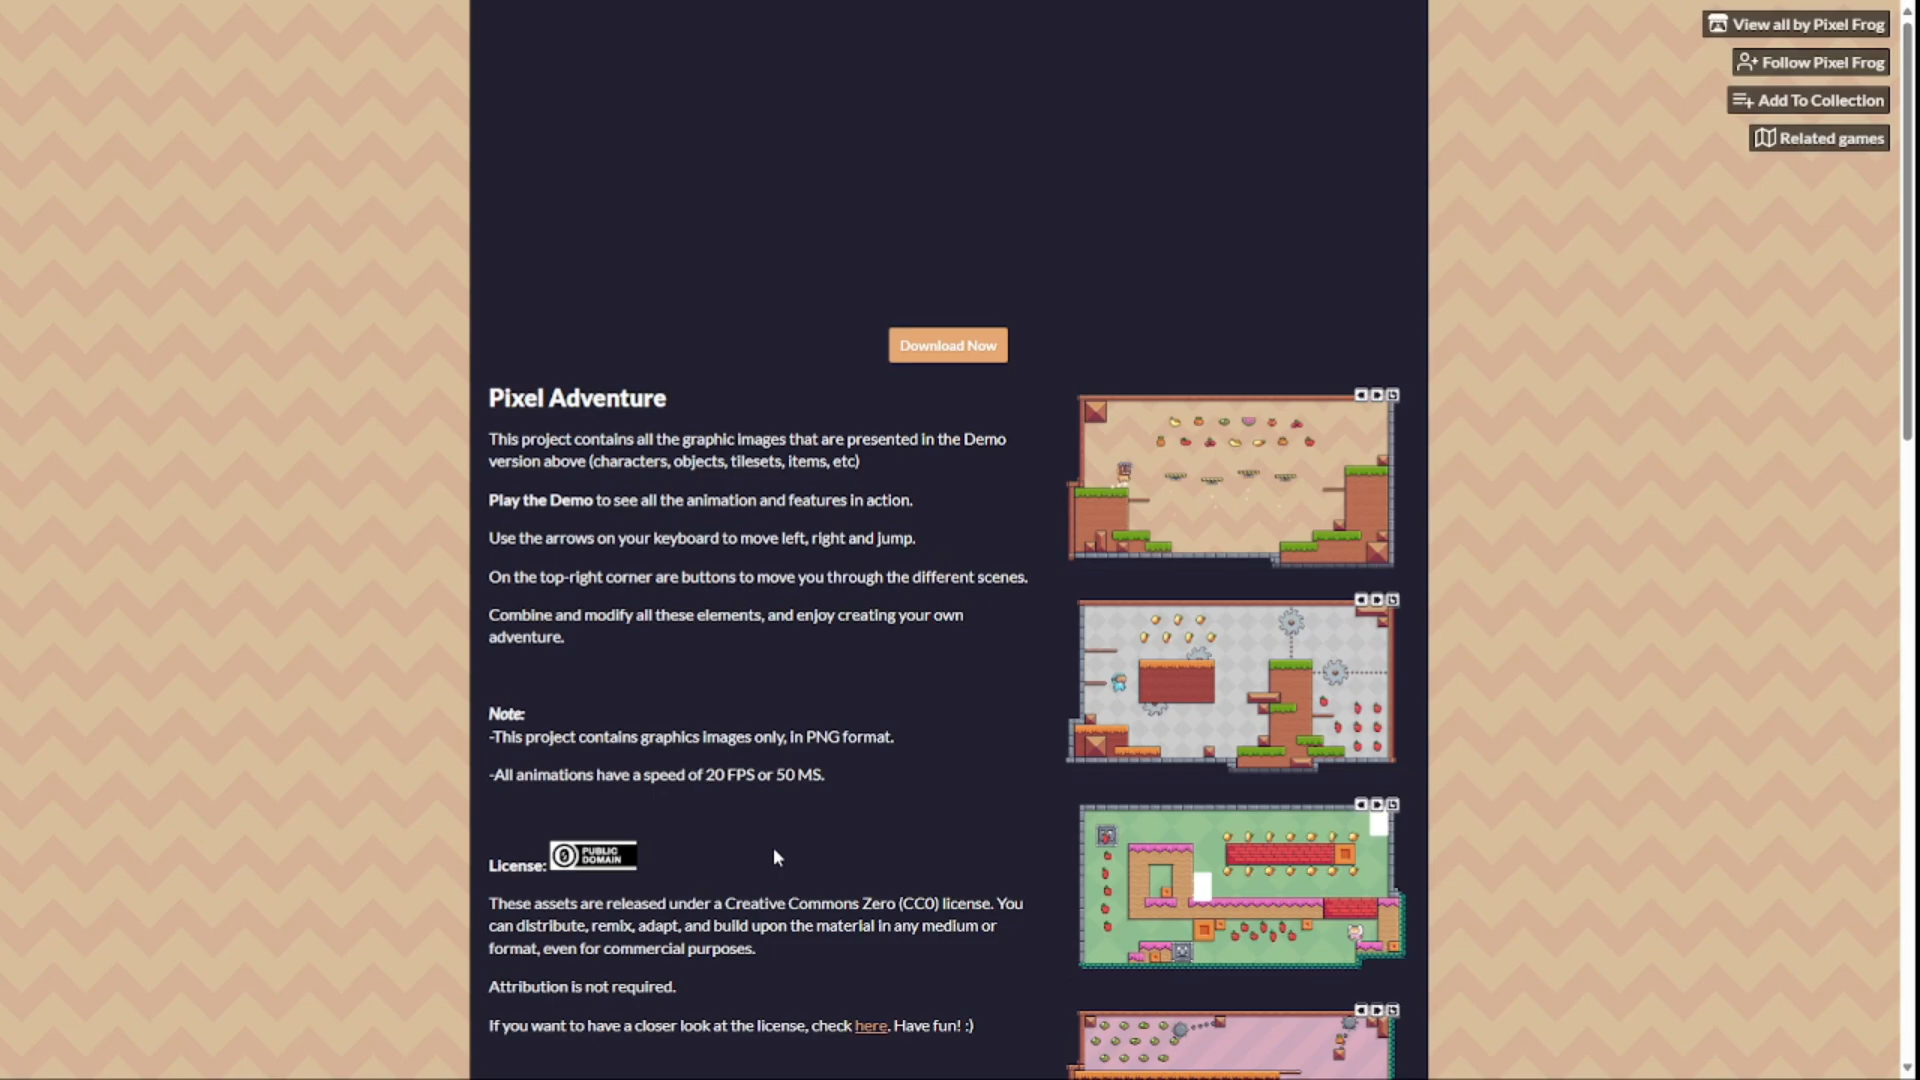 View all by Pixel Frog
Follow Pixel Frog
Add To Collection
Related games
Download Now
Pixel Adventure
This project contains all the graphic images that are presented in the Demo
version above (characters, objects, tilesets, items, etc)
Play the Demo to see all the animation and features in action.
Use the arrows on your keyboard to move left, right and jump.
On the top-right corner are buttons to move you through the different scenes.
Combine and modify all these elements, and enjoy creating your own
adventure.
Note:
-This project contains graphics images only, in PNG format.
-All animations have a speed of 20 FPS or 50 MS.
License:
PUBLIC
DOMAIN
These assets are released under a Creative Commons Zero (CC0) license. You
can distribute, remix, adapt, and build upon the material in any medium or
format, even for commercial purposes.
Attribution is not required.
If you want to have a closer look at the license, check here. Have fun! :)